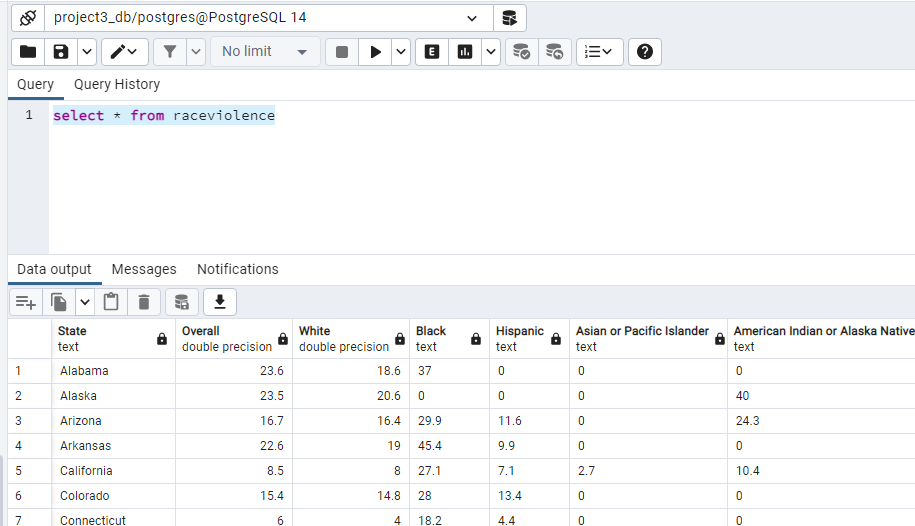 project3_db/postgres@PostgreSQL 14
No limit
E
Query Query History
1 select * from raceviolence
Data output Messages Notifications
State Overall White Black Hispanic Asian or Pacific Islander American Indian or Alaska Native
text double precision double precision text text text text
1 Alabama 23.6 18.6 37 0 0 0
2 Alaska 23.5 20.6 0 0 0 40
3 Arizona 16.7 16.4 29.9 11.6 0 24.3
4 Arkansas 22.6 19 45.4 9.9 0 0
5 California 8.5 8 27.1 7.1 2.7 10.4
6 Colorado 15.4 14.8 28 13.4 0 0
7 Connecticut 6 4 18.2 4.4 0 0